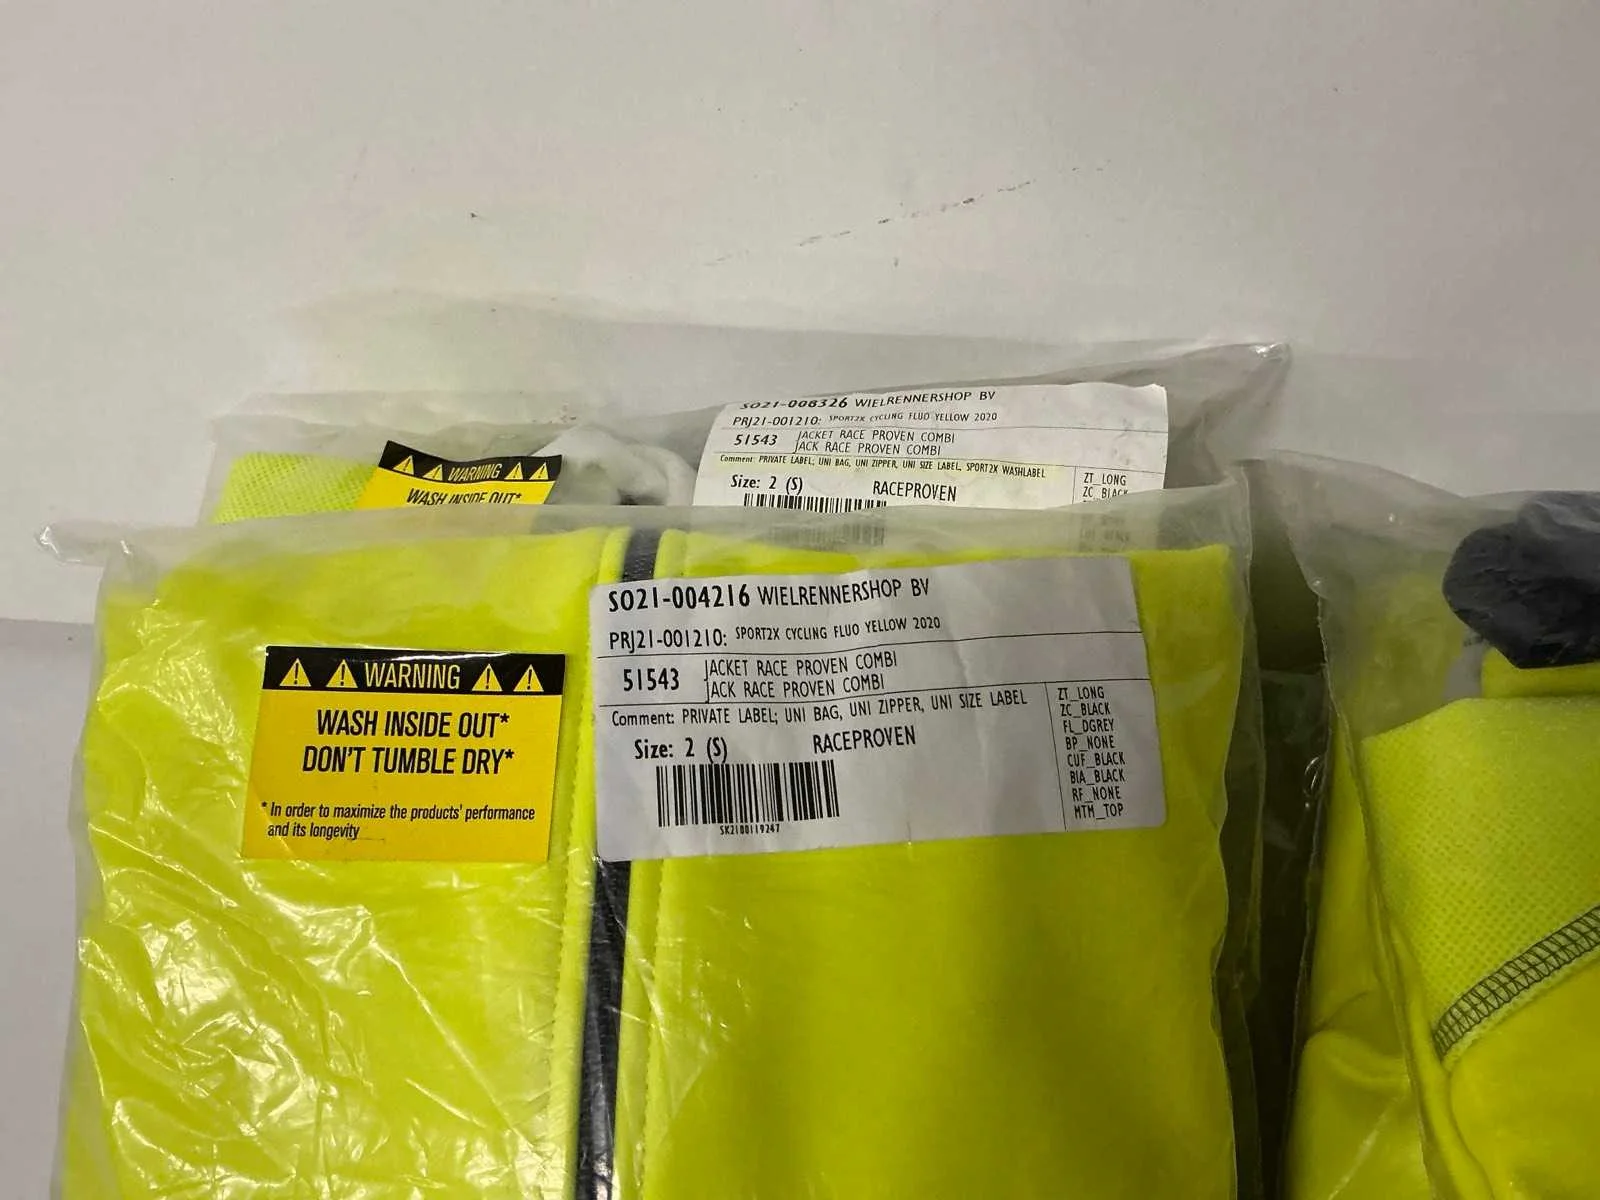 SO21-008326 WIELRENNERSHOP BV
PRJ21-001210: SPORT2X CYCLING FLUO YELLOW 2020
51543 JACKET RACE PROVEN COMBI
JACK RACE PROVEN COMBI
Comment: PRIVATE LABEL; UNI BAG, UNI ZIPPER, UNI SIZE LABEL, SPORT2X WASHLABEL
Size: 2 (S) RACEPROVEN
ZT_LONG
ZC_BLACK
WARNING
WASH INSIDE OUT*
SO21-004216 WIELRENNERSHOP BV
PRJ21-001210: SPORT2X CYCLING FLUO YELLOW 2020
51543 JACKET RACE PROVEN COMBI
JACK RACE PROVEN COMBI
Comment: PRIVATE LABEL; UNI BAG, UNI ZIPPER, UNI SIZE LABEL
Size: 2 (S) RACEPROVEN
SK2100119247
ZT_LONG
ZC_BLACK
FL_DGREY
BP_NONE
CUF_BLACK
BIA_BLACK
RF_NONE
MTM_TOP
WARNING
WASH INSIDE OUT*
DON'T TUMBLE DRY*
* In order to maximize the products' performance
and its longevity